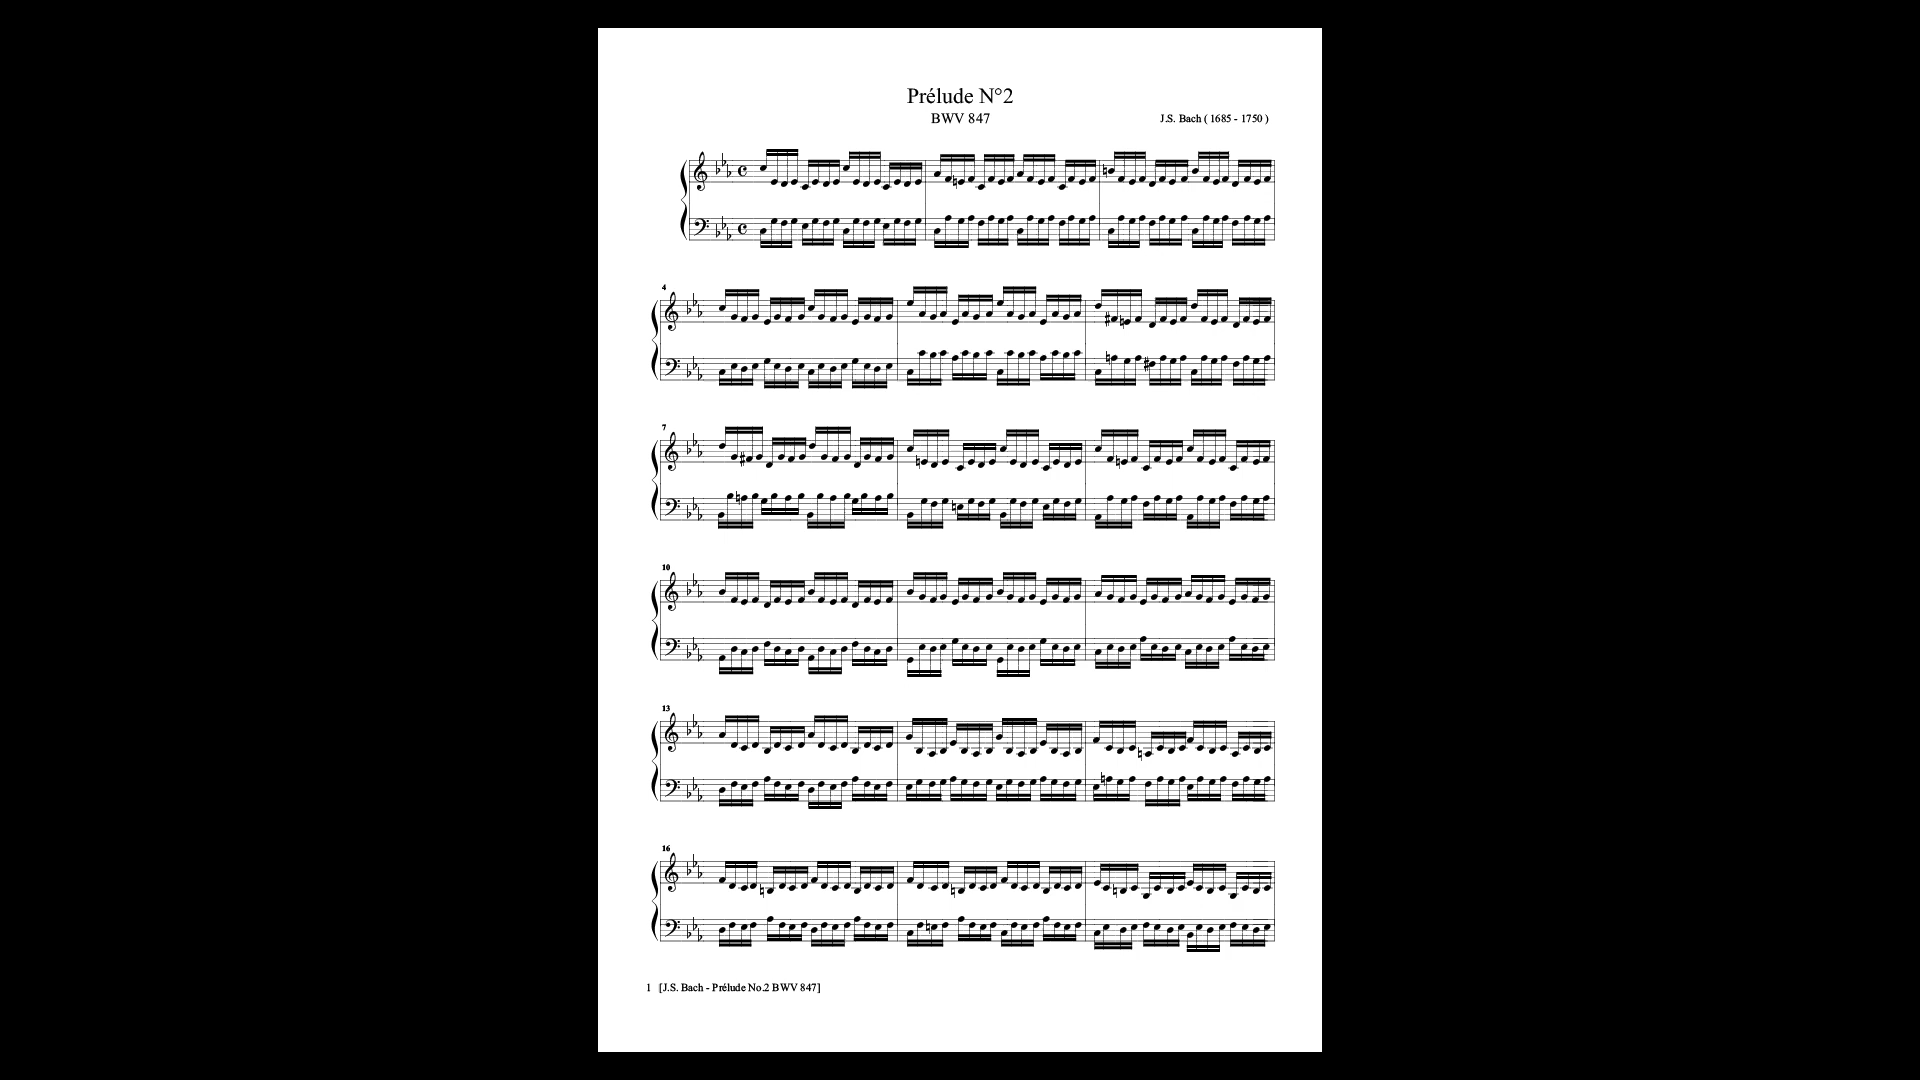 Prélude N°2
BWV 847
J.S. Bach ( 1685 - 1750 )
4
7
10
13
16
1 [J.S. Bach - Prélude No.2 BWV 847]